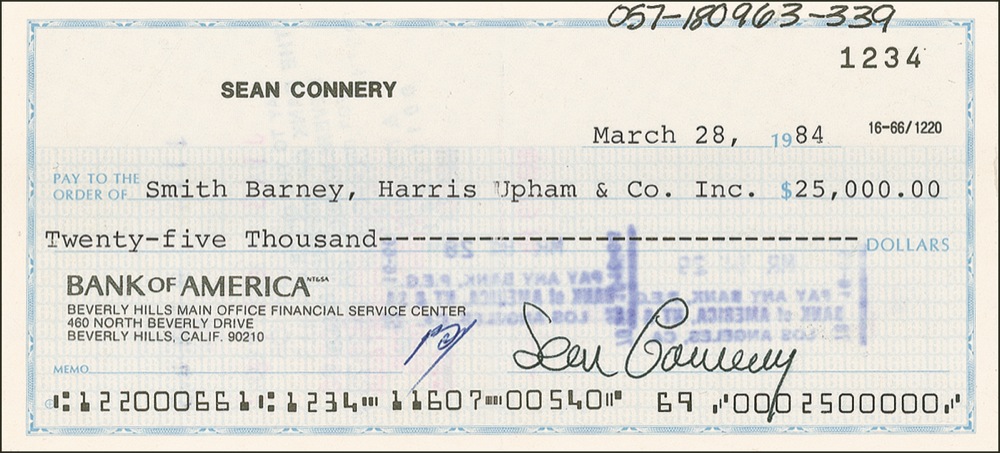 057-180963-339
1234
SEAN CONNERY
March 28, 1984 16-66/1220
PAY TO THE
ORDER OF Smith Barney, Harris Upham & Co. Inc. $25,000.00
Twenty-five Thousand-------------------------------- DOLLARS
BANK OF AMERICA NT&SA
BEVERLY HILLS MAIN OFFICE FINANCIAL SERVICE CENTER
460 NORTH BEVERLY DRIVE
BEVERLY HILLS, CALIF. 90210
Sean Connery
MEMO
⑆122000661⑆1234⑈11607⑉00540⑈ 69 ⑇0002500000⑇